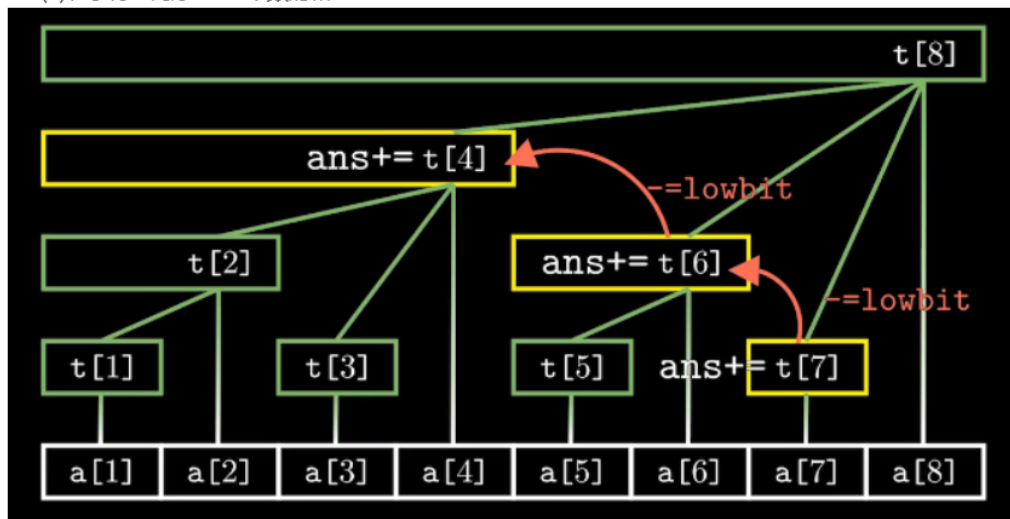 t[8]
ans+= t[4]
-=lowbit
t[2]
ans+= t[6]
-=lowbit
t[1]
t[3]
t[5]
ans+= t[7]
a[1] a[2] a[3] a[4] a[5] a[6] a[7] a[8]